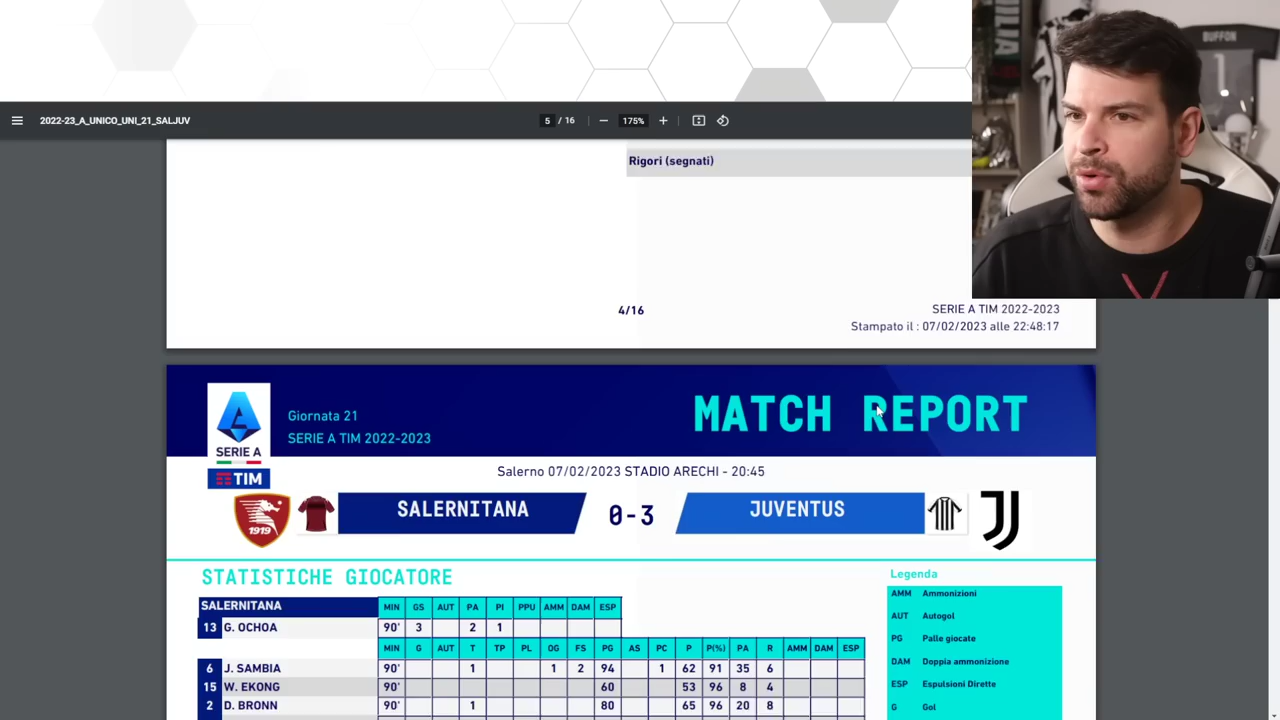 BUFFON
2022-23_A_UNICO_UNI_21_SALJUV
5 / 16
175%
Rigori (segnati)
4/16
SERIE A TIM 2022-2023
Stampato il : 07/02/2023 alle 22:48:17
SERIE A
TIM
Giornata 21
SERIE A TIM 2022-2023
MATCH REPORT
Salerno 07/02/2023 STADIO ARECHI - 20:45
1919
SALERNITANA
0-3
JUVENTUS
STATISTICHE GIOCATORE
SALERNITANA MIN GS AUT PA PI PPU AMM DAM ESP
13 G. OCHOA 90' 3 2 1
MIN G AUT T TP PL OG FS PG AS PC P P(%) PA R AMM DAM ESP
6 J. SAMBIA 90' 1 1 2 94 1 62 91 35 6
15 W. EKONG 90' 60 53 96 8 4
2 D. BRONN 90' 1 80 65 96 20 8
Legenda
AMM Ammonizioni
AUT Autogol
PG Palle giocate
DAM Doppia ammonizione
ESP Espulsioni Dirette
G Gol